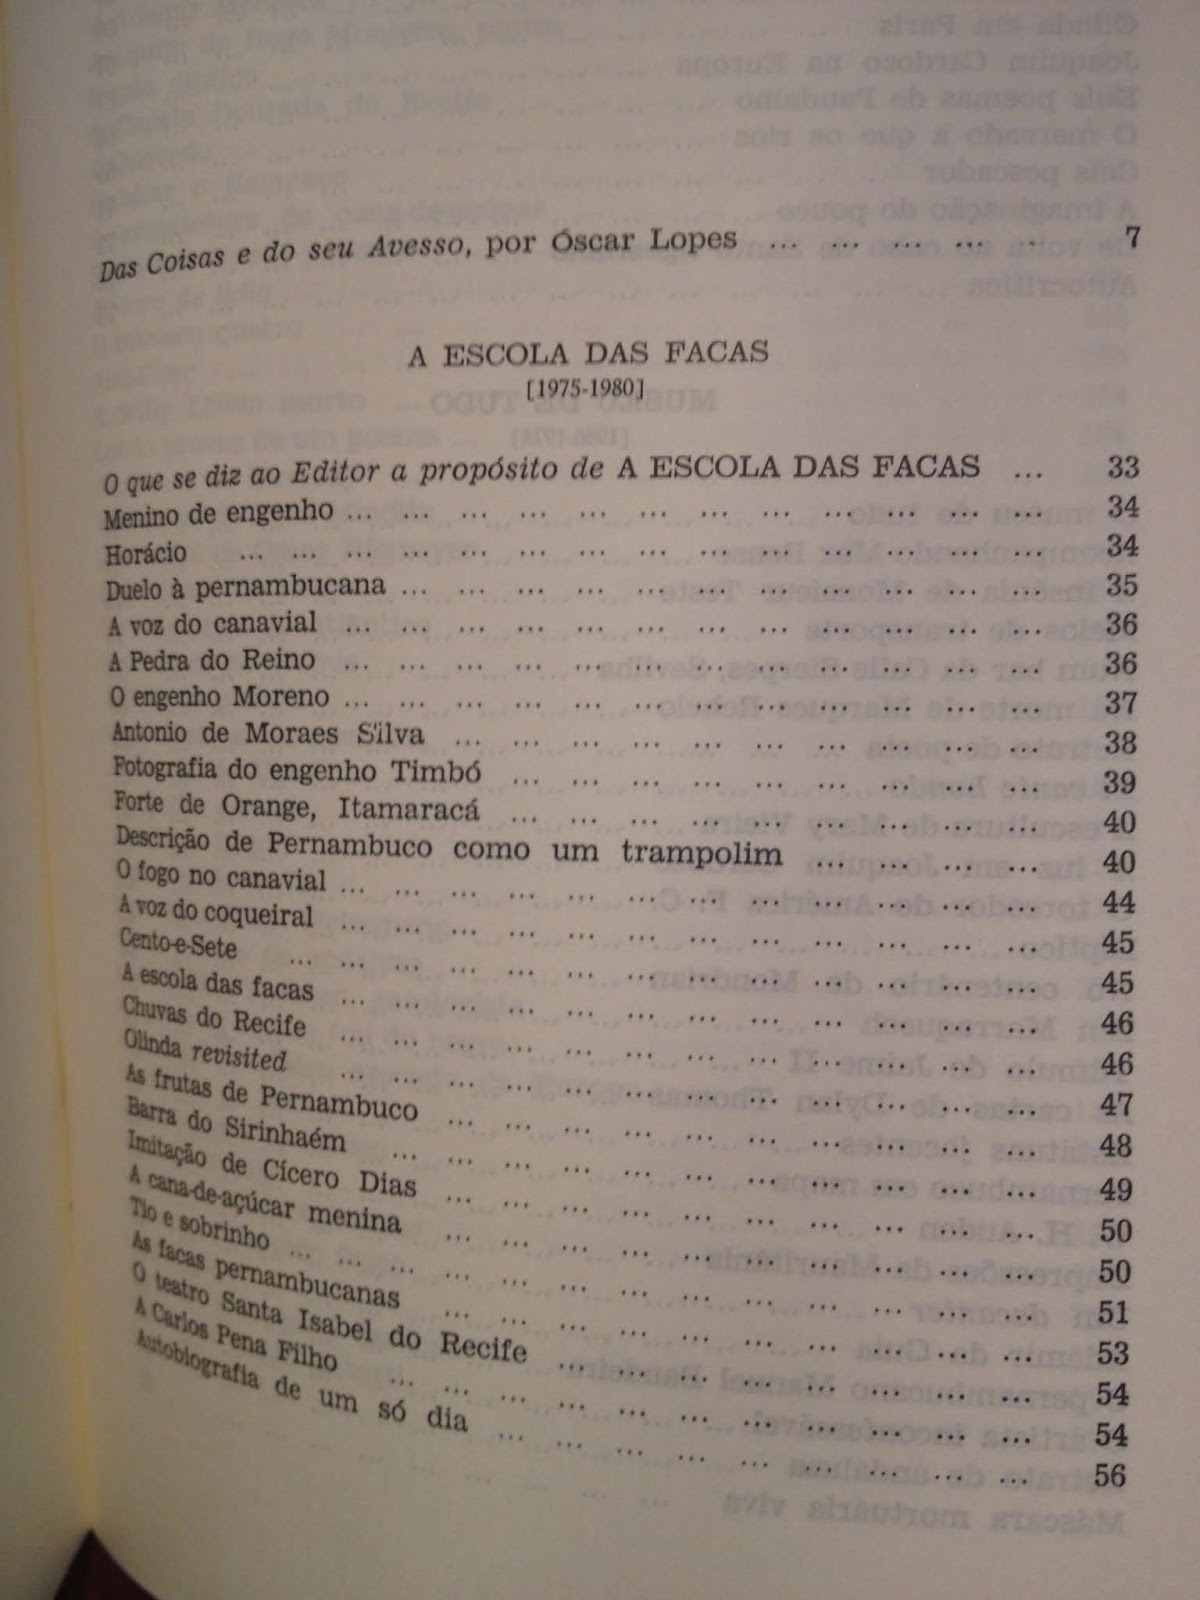 Das Coisas e do seu Avesso, por Óscar Lopes ... ... ... ... . 7
A ESCOLA DAS FACAS
[1975-1980]
O que se diz ao Editor a propósito de A ESCOLA DAS FACAS ... 33
Menino de engenho ... ... ... ... ... ... ... ... ... ... ... ... 34
Horácio ... ... ... ... ... ... ... ... ... ... ... ... ... ... 34
Duelo à pernambucana ... ... ... ... ... ... ... ... ... ... ... 35
A voz do canavial ... ... ... ... ... ... ... ... ... ... ... ... 36
A Pedra do Reino ... ... ... ... ... ... ... ... ... ... ... ... 36
O engenho Moreno ... ... ... ... ... ... ... ... ... ... ... ... 37
Antonio de Moraes Silva ... ... ... ... ... ... ... ... ... ... 38
Fotografia do engenho Timbó ... ... ... ... ... ... ... ... ... 39
Forte de Orange, Itamaracá ... ... ... ... ... ... ... ... ... 40
Descrição de Pernambuco como um trampolim ... ... ... ... 40
O fogo no canavial ... ... ... ... ... ... ... ... ... ... ... ... 44
A voz do coqueiral ... ... ... ... ... ... ... ... ... ... ... ... 45
Cento-e-Sete ... ... ... ... ... ... ... ... ... ... ... ... ... 45
A escola das facas ... ... ... ... ... ... ... ... ... ... ... ... 46
Chuvas do Recife ... ... ... ... ... ... ... ... ... ... ... ... 46
Olinda revisited ... ... ... ... ... ... ... ... ... ... ... ... 47
As frutas de Pernambuco ... ... ... ... ... ... ... ... ... ... 48
Barra do Sirinhaém ... ... ... ... ... ... ... ... ... ... ... 49
Imitação de Cícero Dias ... ... ... ... ... ... ... ... ... ... 50
A cana-de-açúcar menina ... ... ... ... ... ... ... ... ... ... 50
Tio e sobrinho ... ... ... ... ... ... ... ... ... ... ... ... ... 51
As facas pernambucanas ... ... ... ... ... ... ... ... ... ... 53
O teatro Santa Isabel do Recife ... ... ... ... ... ... ... ... 54
A Carlos Pena Filho ... ... ... ... ... ... ... ... ... ... ... 54
Autobiografia de um só dia ... ... ... ... ... ... ... ... ... 56